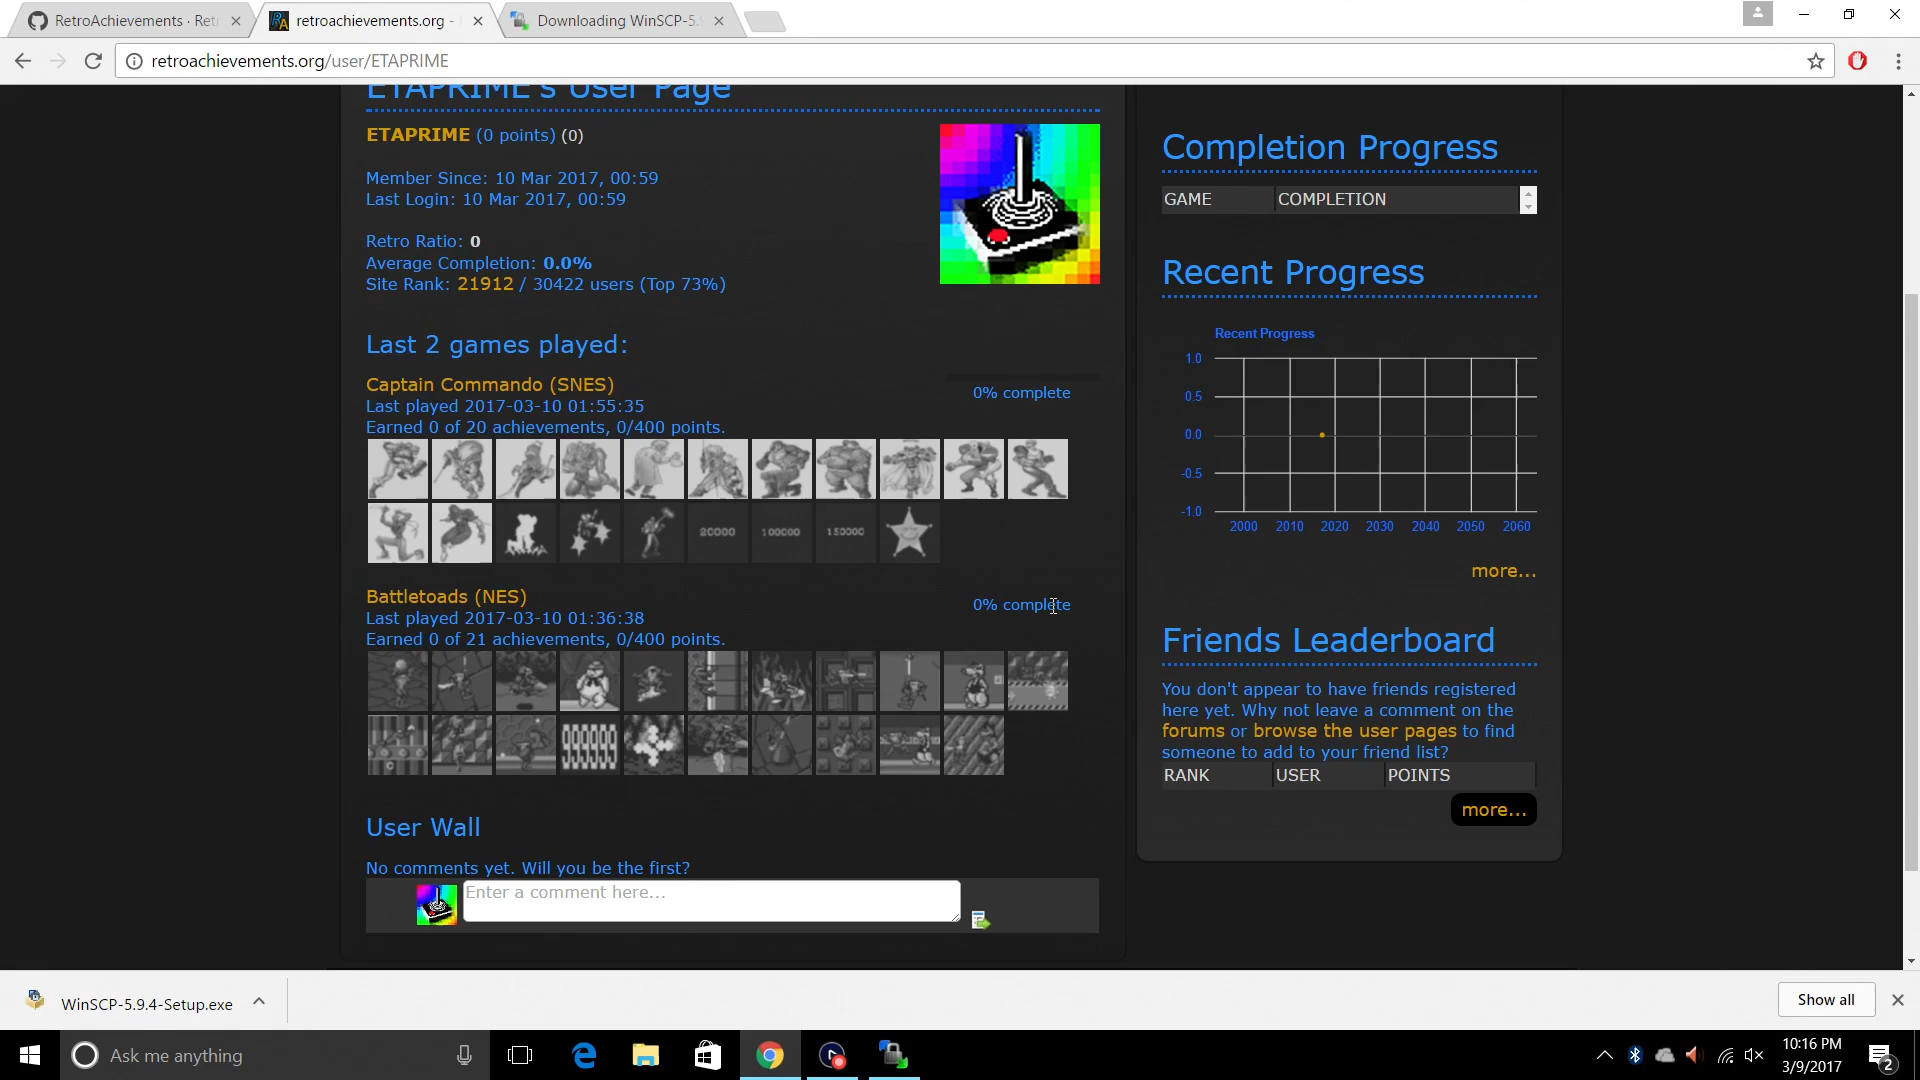 RetroAchievements · Ret
retroachievements.org -
Downloading WinSCP-5.9
retroachievements.org/user/ETAPRIME
ETAPRIME's User Page
ETAPRIME (0 points) (0)
Member Since: 10 Mar 2017, 00:59
Last Login: 10 Mar 2017, 00:59
Retro Ratio: 0
Average Completion: 0.0%
Site Rank: 21912 / 30422 users (Top 73%)
Last 2 games played:
Captain Commando (SNES)
0% complete
Last played 2017-03-10 01:55:35
Earned 0 of 20 achievements, 0/400 points.
20000
100000
150000
Battletoads (NES)
0% complete
Last played 2017-03-10 01:36:38
Earned 0 of 21 achievements, 0/400 points.
999999
User Wall
No comments yet. Will you be the first?
Enter a comment here...
Completion Progress
GAME COMPLETION
Recent Progress
Recent Progress
1.0
0.5
0.0
-0.5
-1.0
2000 2010 2020 2030 2040 2050 2060
more...
Friends Leaderboard
You don't appear to have friends registered
here yet. Why not leave a comment on the
forums or browse the user pages to find
someone to add to your friend list?
RANK USER POINTS
more...
WinSCP-5.9.4-Setup.exe
Show all
Ask me anything
10:16 PM
3/9/2017
2